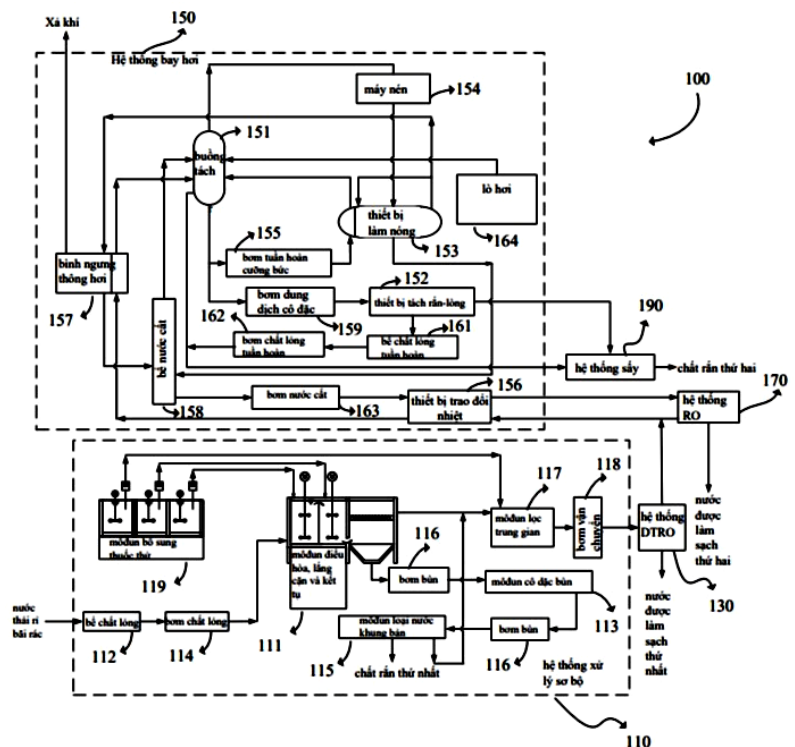 Xả khí
150
Hệ thống bay hơi
100
máy nén
154
151
buồng
tách
lò hơi
164
thiết bị
làm nóng
153
155
bơm tuần hoàn
cưỡng bức
bình ngưng
thông hơi
157
152
bơm dung
dịch cô đặc
thiết bị tách rắn-lỏng
159
162
bơm chất lỏng
tuần hoàn
161
bể chất lỏng
tuần hoàn
190
hệ thống sấy
chất rắn thứ hai
bể nước cất
158
bơm nước cất
163
156
thiết bị trao đổi
nhiệt
hệ thống
RO
170
117
118
môđun lọc
trung gian
bơm vận
chuyển
hệ thống
DTRO
130
nước
được
làm
sạch
thứ hai
môđun bổ sung
thuốc thử
119
môđun điều
hòa, lắng
cặn và kết
tụ
111
116
bơm bùn
môđun cô đặc bùn
113
nước
thải rỉ
bãi rác
bể chất lỏng
112
bơm chất lỏng
114
môđun loại nước
khung bản
115
bơm bùn
116
chất rắn thứ nhất
hệ thống xử
lý sơ bộ
110
nước
được
làm
sạch
thứ
nhất